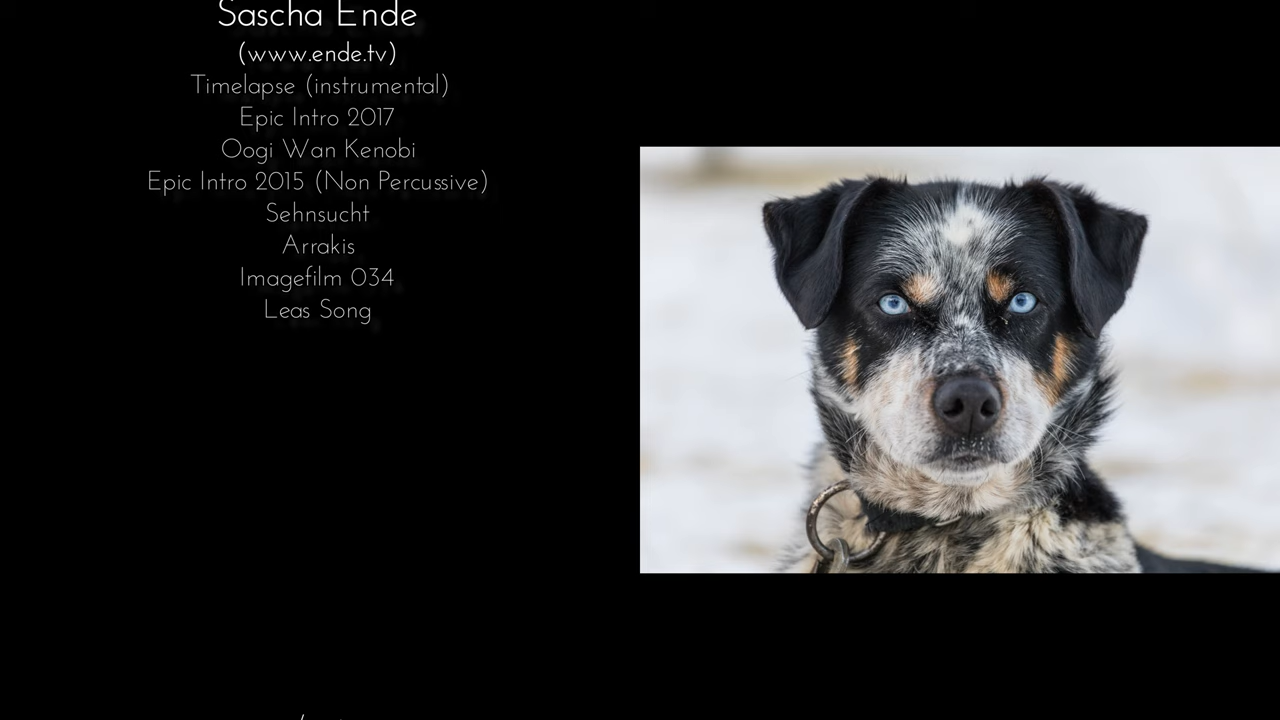 Sascha Ende
(www.ende.tv)
Timelapse (instrumental)
Epic Intro 2017
Oogi Wan Kenobi
Epic Intro 2015 (Non Percussive)
Sehnsucht
Arrakis
Imagefilm 034
Leas Song